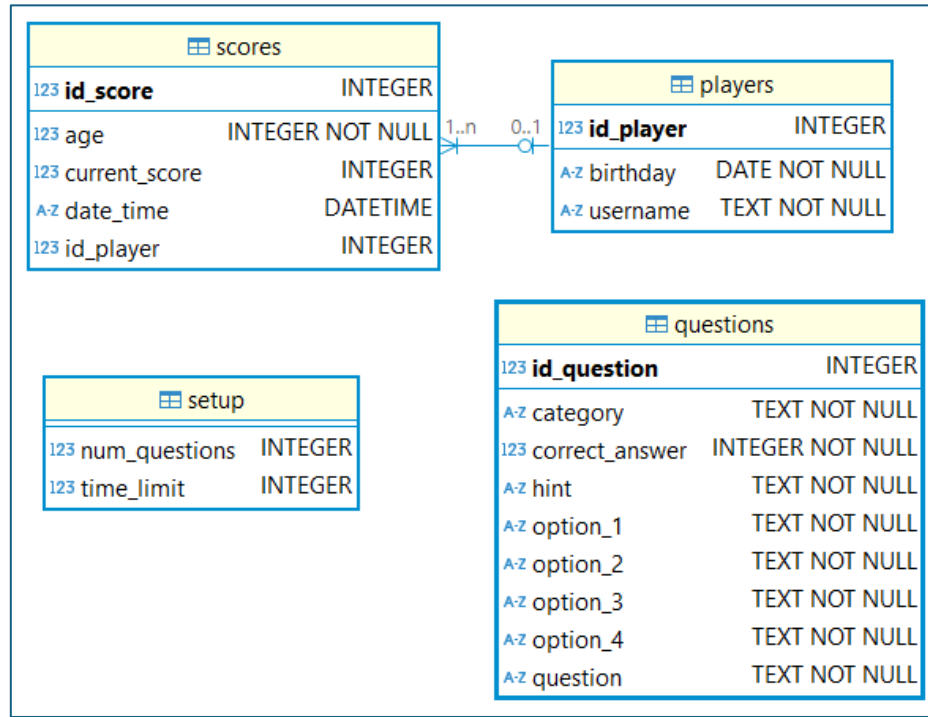 scores
123 id_score INTEGER
123 age INTEGER NOT NULL
123 current_score INTEGER
A-Z date_time DATETIME
123 id_player INTEGER
1..n 0..1
players
123 id_player INTEGER
A-Z birthday DATE NOT NULL
A-Z username TEXT NOT NULL
setup
123 num_questions INTEGER
123 time_limit INTEGER
questions
123 id_question INTEGER
A-Z category TEXT NOT NULL
123 correct_answer INTEGER NOT NULL
A-Z hint TEXT NOT NULL
A-Z option_1 TEXT NOT NULL
A-Z option_2 TEXT NOT NULL
A-Z option_3 TEXT NOT NULL
A-Z option_4 TEXT NOT NULL
A-Z question TEXT NOT NULL